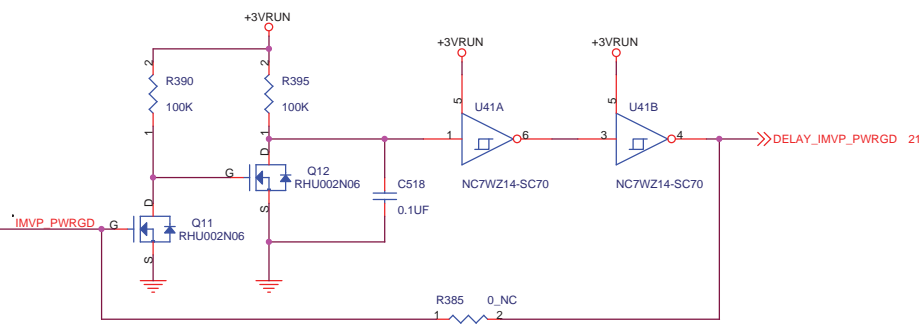 +3VRUN
+3VRUN
+3VRUN
2
R390
100K
1
2
R395
100K
1
5
U41A
1
6
NC7WZ14-SC70
5
U41B
3
4
NC7WZ14-SC70
DELAY_IMVP_PWRGD 21
D
G
Q12
RHU002N06
S
C518
0.1UF
IMVP_PWRGD
G
D
Q11
RHU002N06
S
R385 0_NC
1
2